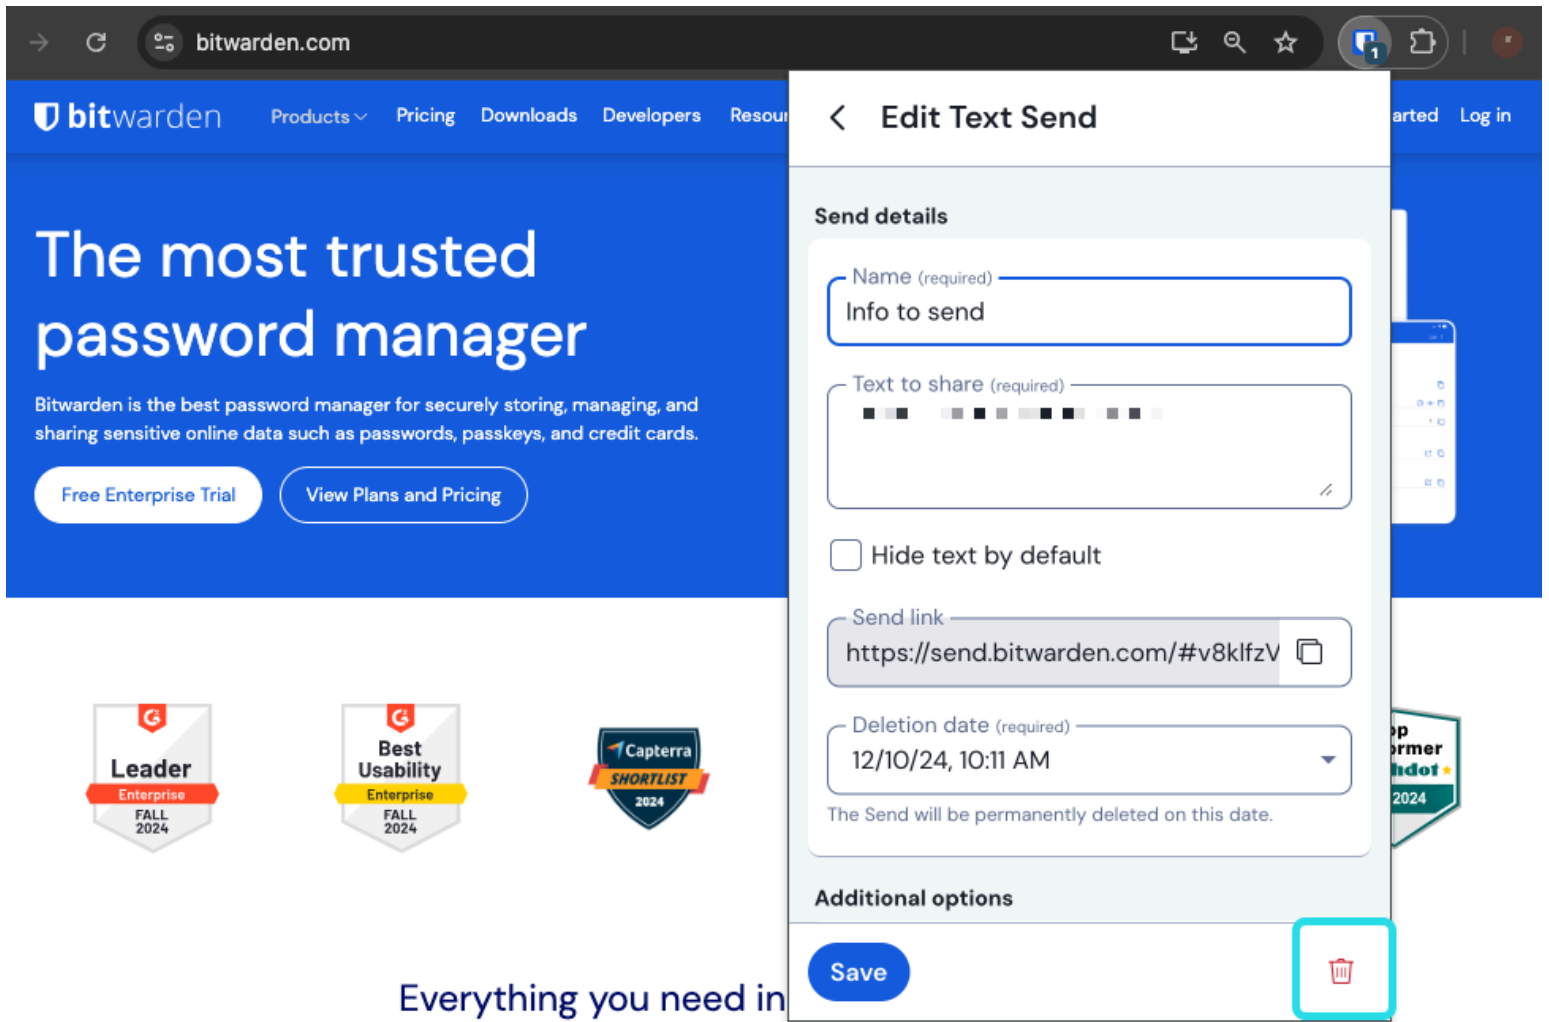 bitwarden.com
1
bitwarden
Products
Pricing
Downloads
Developers
Log in
The most trusted
password manager
Bitwarden is the best password manager for securely storing, managing, and
sharing sensitive online data such as passwords, passkeys, and credit cards.
Free Enterprise Trial
View Plans and Pricing
Leader
Enterprise
FALL
2024
Best
Usability
Enterprise
FALL
2024
Capterra
SHORTLIST
2024
2024
Everything you need in
Edit Text Send
Send details
Name (required)
Info to send
Text to share (required)
Hide text by default
Send link
https://send.bitwarden.com/#v8klfzV
Deletion date (required)
12/10/24, 10:11 AM
The Send will be permanently deleted on this date.
Additional options
Save